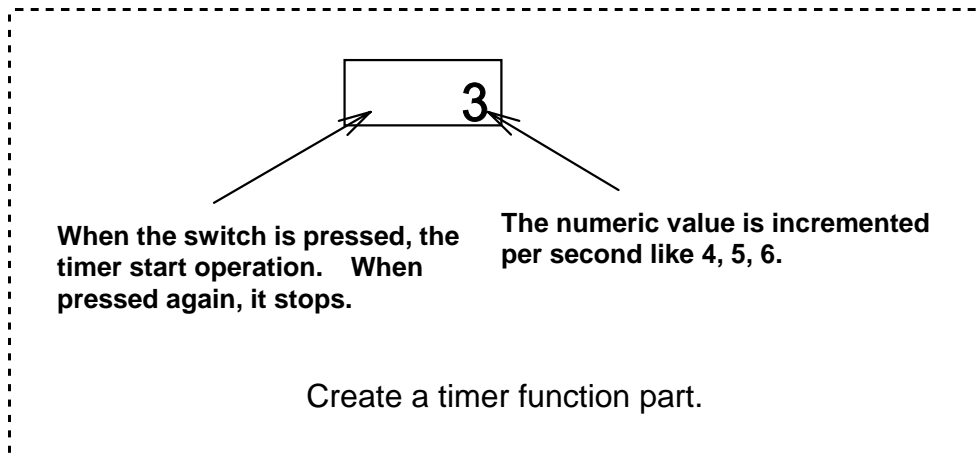 3
When the switch is pressed, the
timer start operation. When
pressed again, it stops.
The numeric value is incremented
per second like 4, 5, 6.
Create a timer function part.